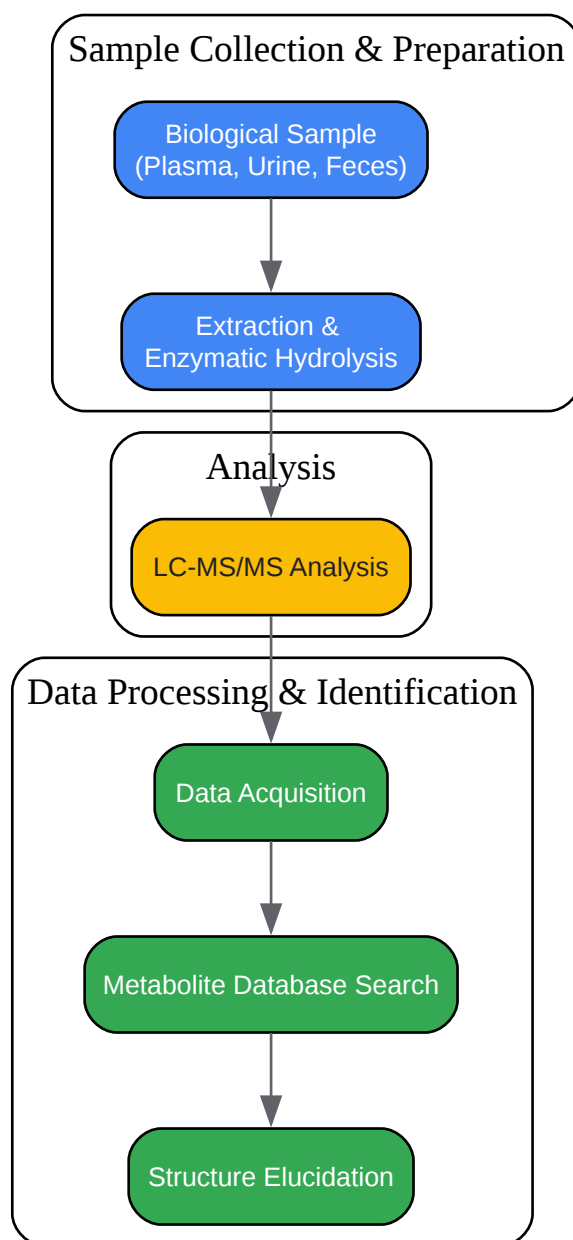 Sample Collection & Preparation
Biological Sample
(Plasma, Urine, Feces)
Extraction &
Enzymatic Hydrolysis
Analysis
LC-MS/MS Analysis
Data Processing & Identification
Data Acquisition
Metabolite Database Search
Structure Elucidation